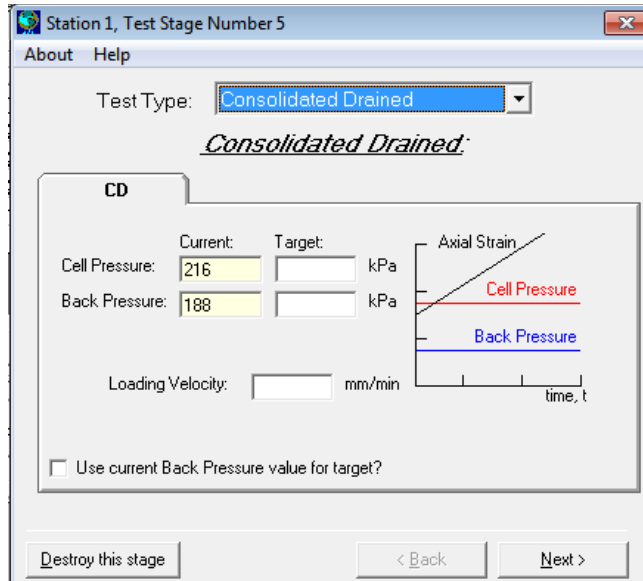 Station 1, Test Stage Number 5
About Help
Test Type: Consolidated Drained
Consolidated Drained:
CD
Current: Target:
Cell Pressure: 216 kPa
Back Pressure: 188 kPa
Loading Velocity: mm/min
Axial Strain
Cell Pressure
Back Pressure
time, t
Use current Back Pressure value for target?
Destroy this stage < Back Next >